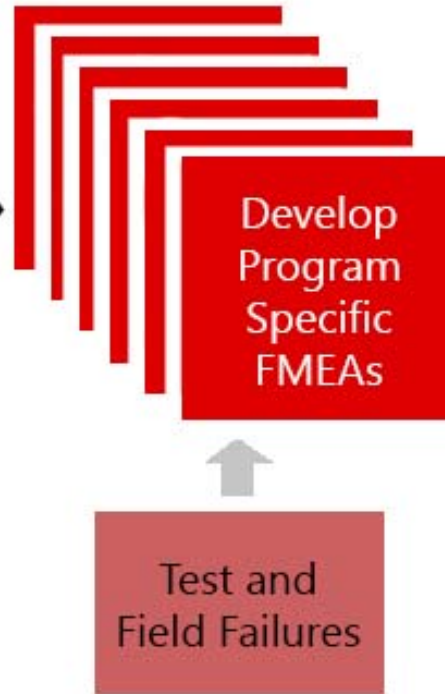 Develop
Program
Specific
FMEAs
Test and
Field Failures